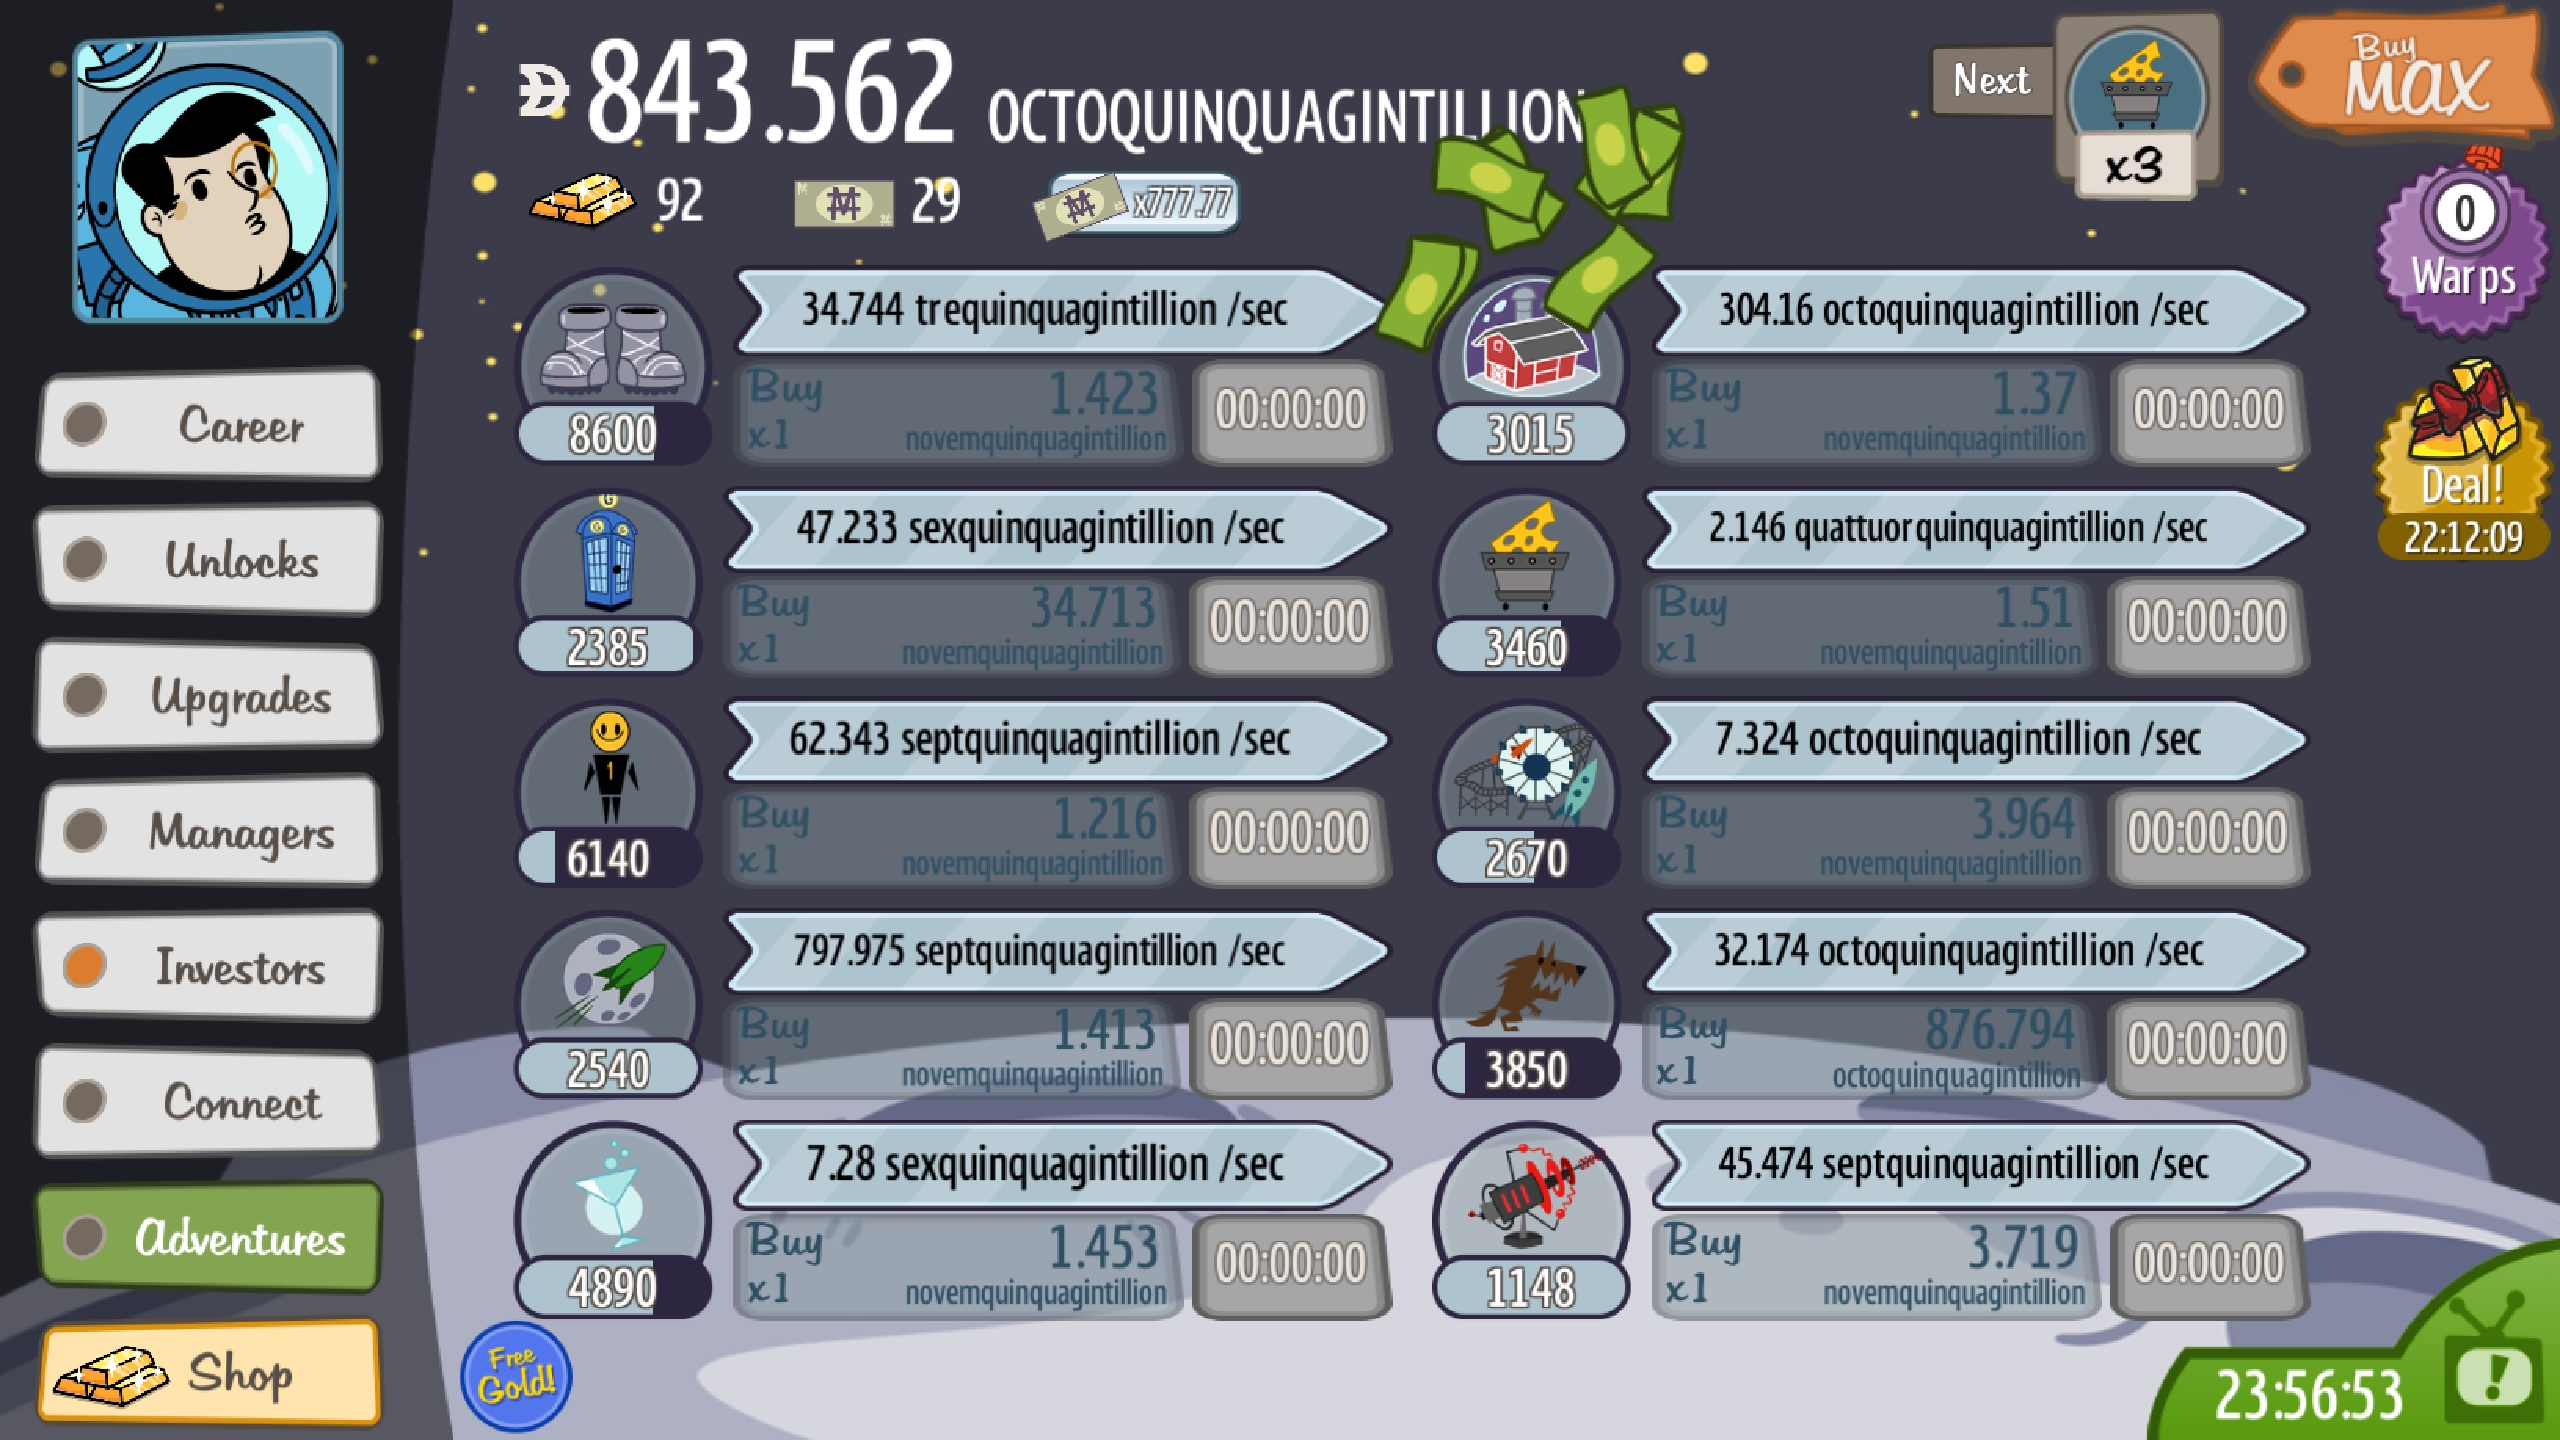 843.562 OCTOQUINQUAGINTILLION
92
29
x777.77
Next
x3
Buy
MAX
0
Warps
Deal!
22:12:09
Career
Unlocks
Upgrades
Managers
Investors
Connect
Adventures
Shop
34.744 trequinquagintillion /sec
8600
Buy
x1
1.423
novemquinquagintillion
00:00:00
304.16 octoquinquagintillion /sec
3015
Buy
x1
1.37
novemquinquagintillion
00:00:00
G
47.233 sexquinquagintillion /sec
2385
Buy
x1
34.713
novemquinquagintillion
00:00:00
2.146 quattuorquinquagintillion /sec
3460
Buy
x1
1.51
novemquinquagintillion
00:00:00
1
62.343 septquinquagintillion /sec
6140
Buy
x1
1.216
novemquinquagintillion
00:00:00
7.324 octoquinquagintillion /sec
2670
Buy
x1
3.964
novemquinquagintillion
00:00:00
797.975 septquinquagintillion /sec
2540
Buy
x1
1.413
novemquinquagintillion
00:00:00
32.174 octoquinquagintillion /sec
3850
Buy
x1
876.794
octoquinquagintillion
00:00:00
7.28 sexquinquagintillion /sec
4890
Buy
x1
1.453
novemquinquagintillion
00:00:00
45.474 septquinquagintillion /sec
1148
Buy
x1
3.719
novemquinquagintillion
00:00:00
Free
Gold!
23:56:53
!